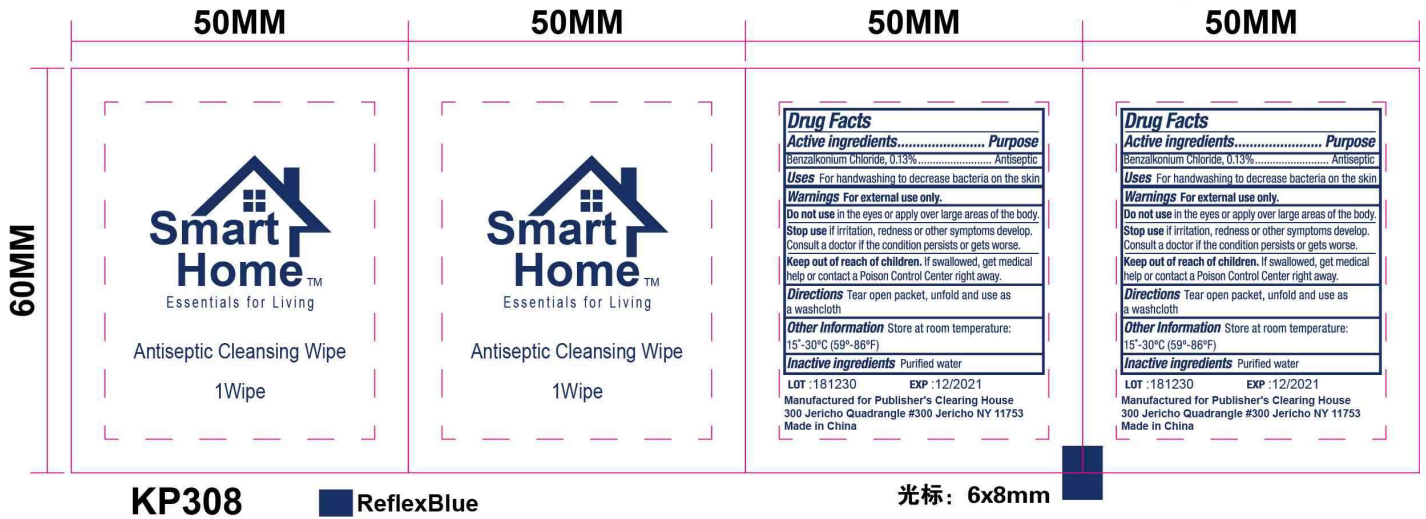 50MM
50MM
50MM
50MM
60MM
Smart
Home™
Essentials for Living
Antiseptic Cleansing Wipe
1Wipe
Smart
Home™
Essentials for Living
Antiseptic Cleansing Wipe
1Wipe
Drug Facts
Active ingredients....................... Purpose
Benzalkonium Chloride, 0.13%......................... Antiseptic
Uses For handwashing to decrease bacteria on the skin
Warnings For external use only.
Do not use in the eyes or apply over large areas of the body.
Stop use if irritation, redness or other symptoms develop.
Consult a doctor if the condition persists or gets worse.
Keep out of reach of children. If swallowed, get medical
help or contact a Poison Control Center right away.
Directions Tear open packet, unfold and use as
a washcloth
Other Information Store at room temperature:
15˚-30ºC (59º-86ºF)
Inactive ingredients Purified water
LOT :181230 EXP :12/2021
Manufactured for Publisher's Clearing House
300 Jericho Quadrangle #300 Jericho NY 11753
Made in China
Drug Facts
Active ingredients....................... Purpose
Benzalkonium Chloride, 0.13%......................... Antiseptic
Uses For handwashing to decrease bacteria on the skin
Warnings For external use only.
Do not use in the eyes or apply over large areas of the body.
Stop use if irritation, redness or other symptoms develop.
Consult a doctor if the condition persists or gets worse.
Keep out of reach of children. If swallowed, get medical
help or contact a Poison Control Center right away.
Directions Tear open packet, unfold and use as
a washcloth
Other Information Store at room temperature:
15˚-30ºC (59º-86ºF)
Inactive ingredients Purified water
LOT :181230 EXP :12/2021
Manufactured for Publisher's Clearing House
300 Jericho Quadrangle #300 Jericho NY 11753
Made in China
KP308
ReflexBlue
光标：6x8mm